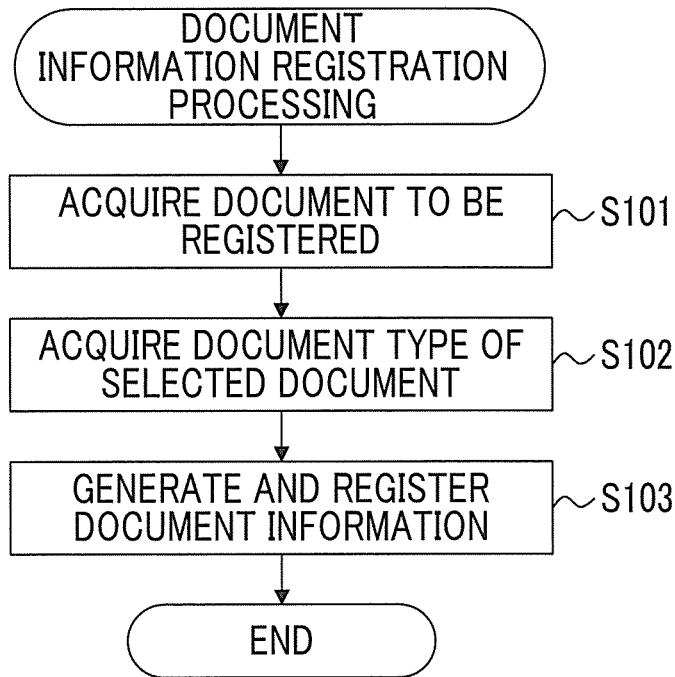 DOCUMENT
INFORMATION REGISTRATION
PROCESSING
ACQUIRE DOCUMENT TO BE
REGISTERED
S101
ACQUIRE DOCUMENT TYPE OF
SELECTED DOCUMENT
S102
GENERATE AND REGISTER
DOCUMENT INFORMATION
S103
END